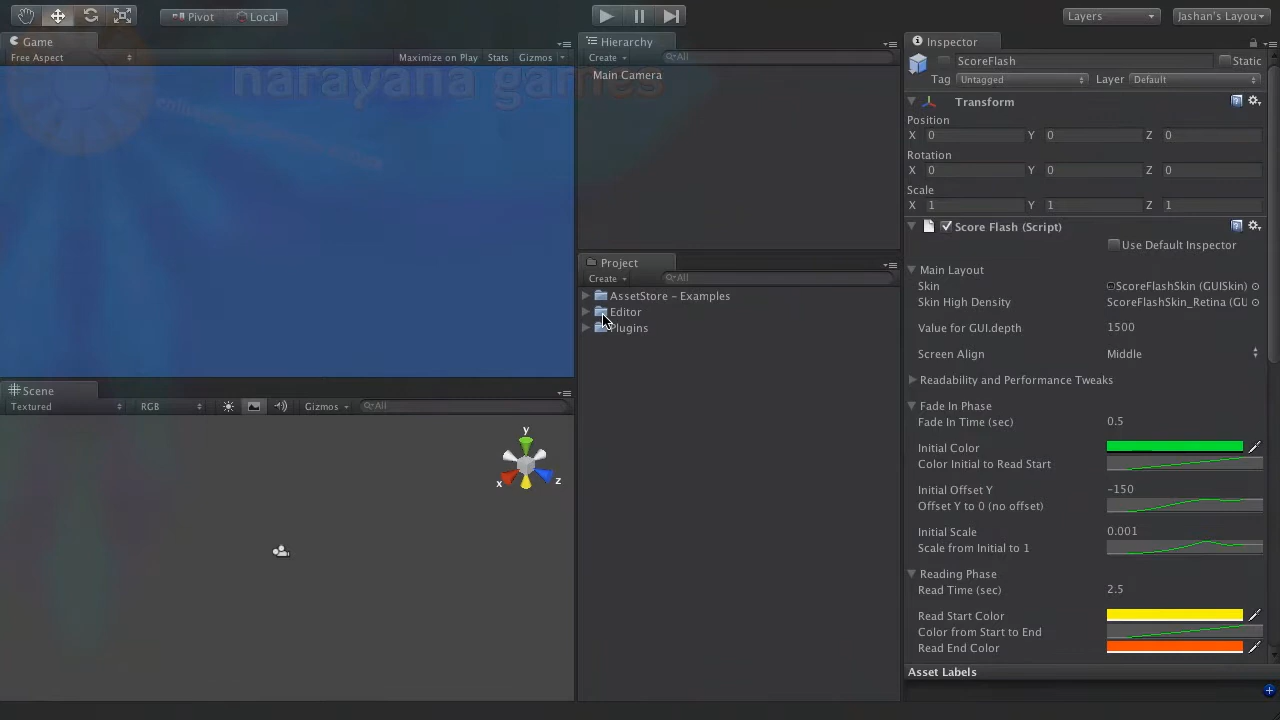 Pivot Local Layers Jashan's Layou
Game
Free Aspect Maximize on Play Stats Gizmos
narayana games
Hierarchy
Create All
Main Camera
Project
Create All
AssetStore - Examples
Editor
Plugins
Scene
Textured RGB Gizmos All
y
x z
Inspector
ScoreFlash Static
Tag Untagged Layer Default
Transform
Position
X 0 Y 0 Z 0
Rotation
X 0 Y 0 Z 0
Scale
X 1 Y 1 Z 1
Score Flash (Script)
Use Default Inspector
Main Layout
Skin ScoreFlashSkin (GUISkin)
Skin High Density ScoreFlashSkin_Retina (GU
Value for GUI.depth 1500
Screen Align Middle
Readability and Performance Tweaks
Fade In Phase
Fade In Time (sec) 0.5
Initial Color
Color Initial to Read Start
Initial Offset Y -150
Offset Y to 0 (no offset)
Initial Scale 0.001
Scale from Initial to 1
Reading Phase
Read Time (sec) 2.5
Read Start Color
Color from Start to End
Read End Color
Asset Labels